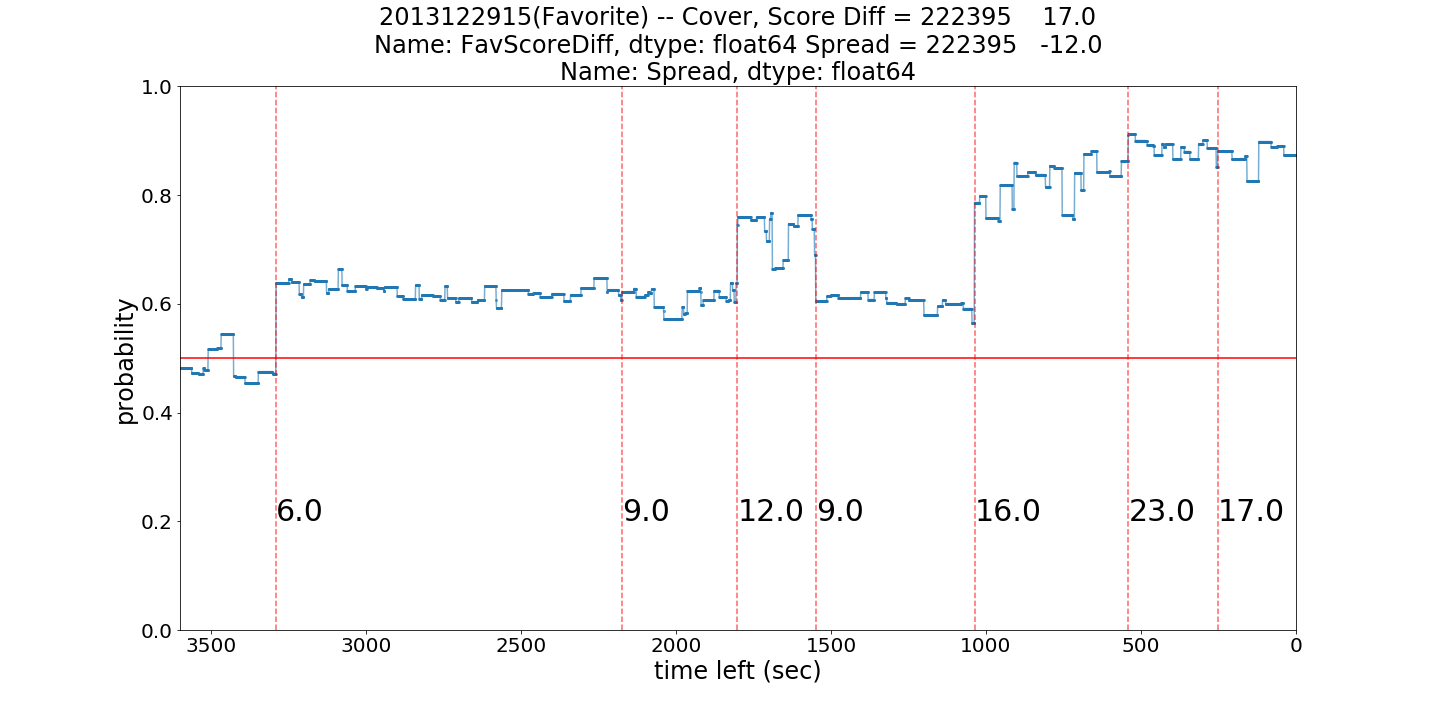 2013122915(Favorite) -- Cover, Score Diff = 222395    17.0
Name: FavScoreDiff, dtype: float64 Spread = 222395   -12.0
Name: Spread, dtype: float64
1.0
0.8
0.6
0.4
0.2
0.0
probability
6.0 9.0 12.0 9.0 16.0 23.0 17.0
3500 3000 2500 2000 1500 1000 500 0
time left (sec)